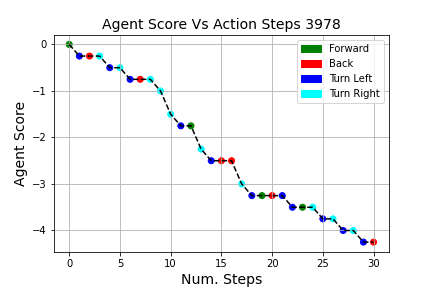 Agent Score Vs Action Steps 3978
Agent Score
0
−1
−2
−3
−4
Forward
Back
Turn Left
Turn Right
0 5 10 15 20 25 30
Num. Steps